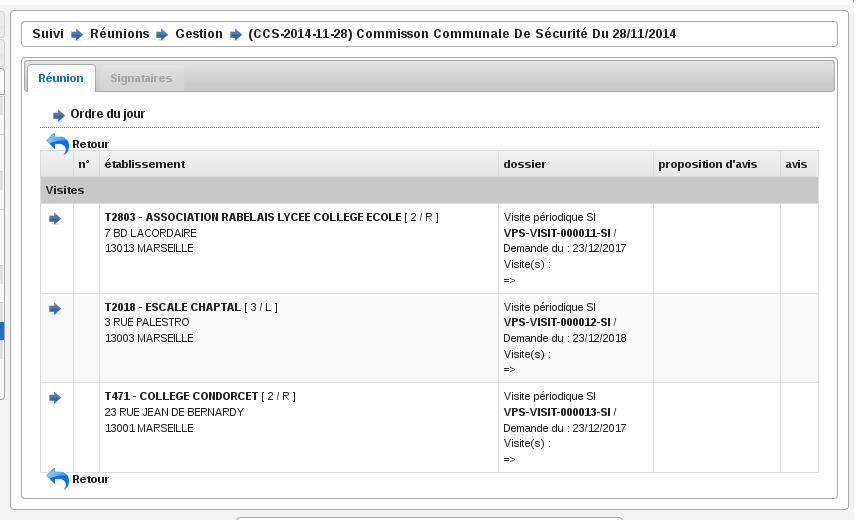 Suivi Réunions Gestion (CCS-2014-11-28) Commisson Communale De Sécurité Du 28/11/2014
Réunion Signataires
Ordre du jour
Retour
n° établissement dossier proposition d'avis avis
Visites
T2803 - ASSOCIATION RABELAIS LYCEE COLLEGE ECOLE [ 2 / R ]
7 BD LACORDAIRE
13013 MARSEILLE
Visite périodique SI
VPS-VISIT-000011-SI /
Demande du : 23/12/2017
Visite(s) :
=>
T2018 - ESCALE CHAPTAL [ 3 / L ]
3 RUE PALESTRO
13003 MARSEILLE
Visite périodique SI
VPS-VISIT-000012-SI /
Demande du : 23/12/2018
Visite(s) :
=>
T471 - COLLEGE CONDORCET [ 2 / R ]
23 RUE JEAN DE BERNARDY
13001 MARSEILLE
Visite périodique SI
VPS-VISIT-000013-SI /
Demande du : 23/12/2017
Visite(s) :
=>
Retour